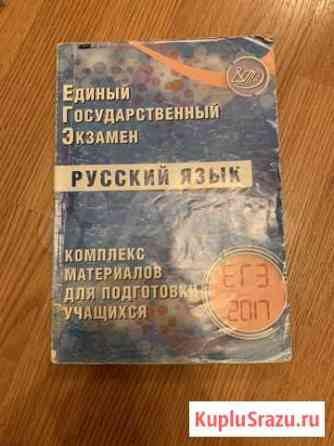 Единый
Государственный
Экзамен
РУССКИЙ ЯЗЫК
КОМПЛЕКС
МАТЕРИАЛОВ
ДЛЯ ПОДГОТОВКИ
УЧАЩИХСЯ
ЕГЭ
2017
KupluSrazu.ru